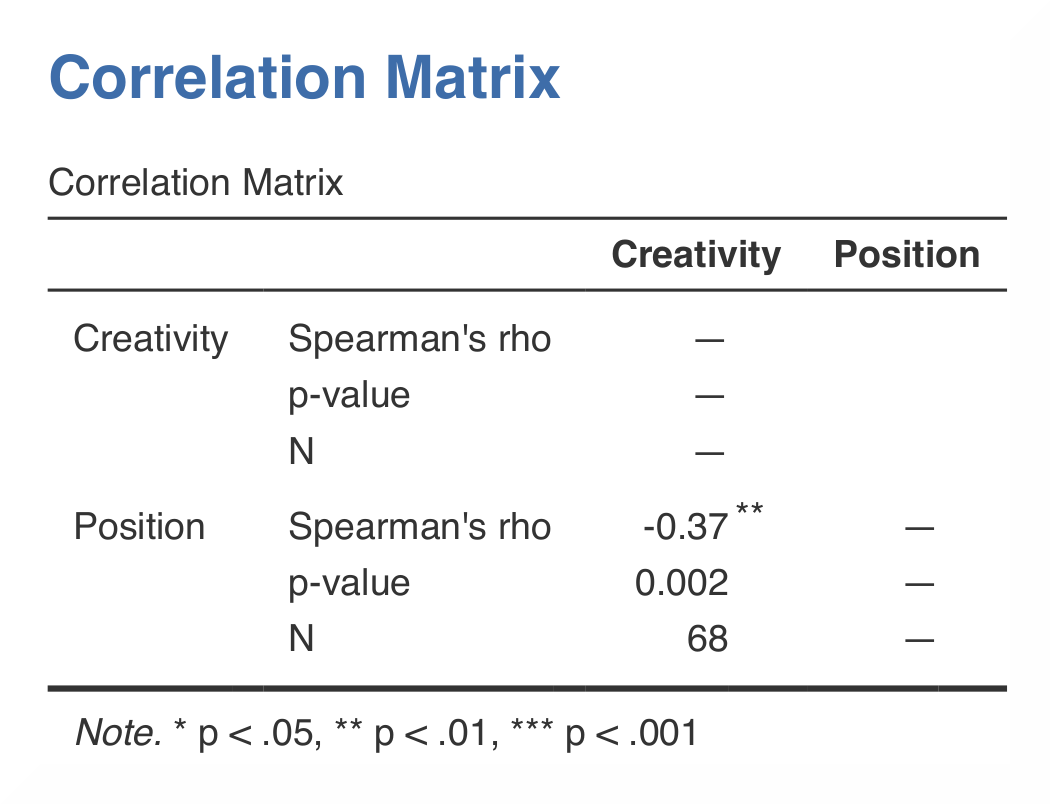 Correlation Matrix
Correlation Matrix
Creativity Position
Creativity Spearman's rho —
p-value —
N —
Position Spearman's rho -0.37 ** —
p-value 0.002 —
N 68 —
Note. * p < .05, ** p < .01, *** p < .001